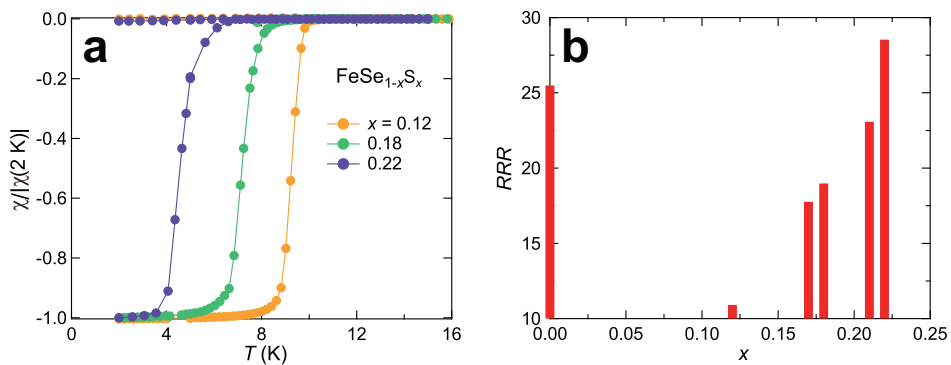 a
0.0
-0.2
-0.4
-0.6
-0.8
-1.0
χ/|χ(2 K)|
FeSe1-xSx
x = 0.12
0.18
0.22
0 4 8 12 16
T (K)
b
30
25
20
15
10
RRR
0.00 0.05 0.10 0.15 0.20 0.25
x